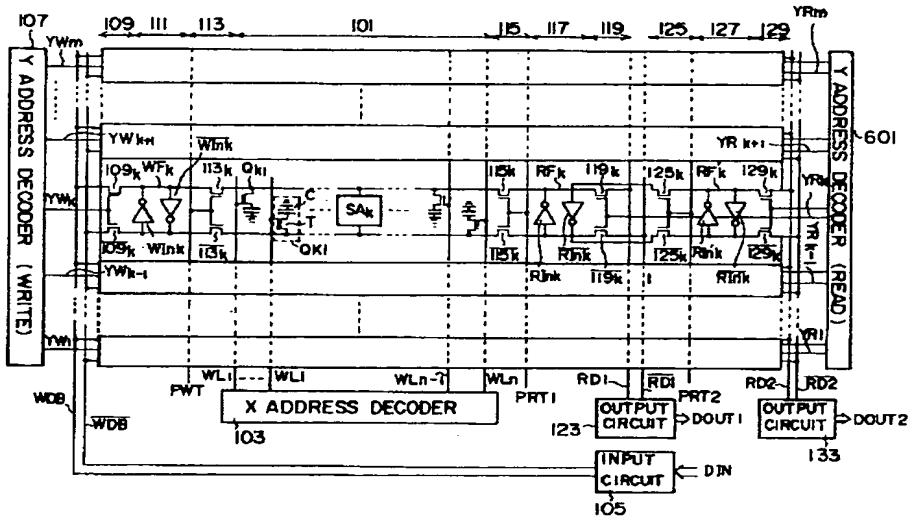 107 109 111 113 101 115 117 119 125 127 129
YWm YRm
Y ADDRESS DECODER (WRITE)
Y ADDRESS DECODER (READ)
601
YWk+1 YRk+1
WInk
109k WFk 113k Qk1 C SAk 115k RFk 119k 125k RFk' 129k
YWk YRk
T
109k WInk 113k QK1 115k RInk RInk 119k 125k RInk RInk 129k
YWk-1 YRk-1
YW1 YR1
WDB WDB PWT WL1 WL1 WLn-1 WLn PRT1 RD1 RD1 PRT2 RD2 RD2
X ADDRESS DECODER
103
OUTPUT CIRCUIT
123
DOUT1
OUTPUT CIRCUIT
133
DOUT2
INPUT CIRCUIT
105
DIN